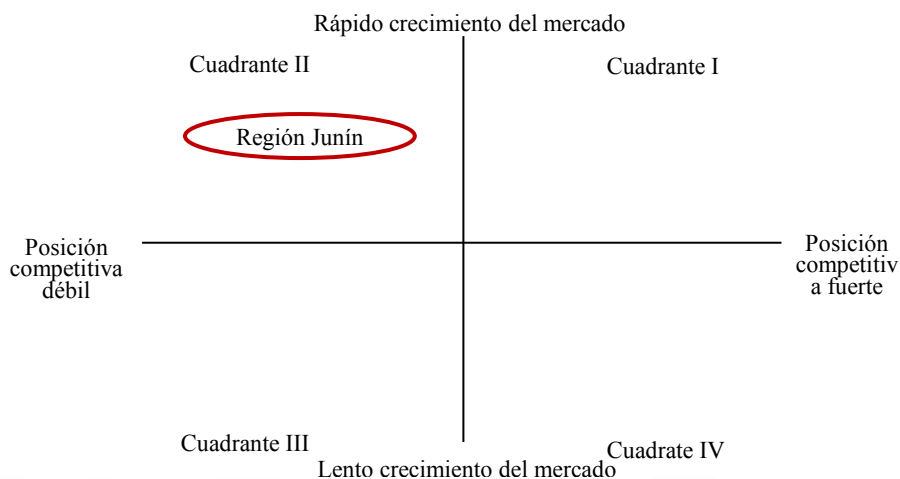 Rápido crecimiento del mercado
Cuadrante II
Cuadrante I
Región Junín
Posición
competitiva
débil
Posición
competitiv
a fuerte
Cuadrante III
Cuadrate IV
Lento crecimiento del mercado